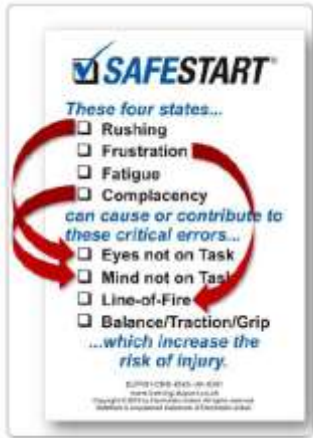 SAFESTART®
These four states...
Rushing
Frustration
Fatigue
Complacency
can cause or contribute to
these critical errors...
Eyes not on Task
Mind not on Task
Line-of-Fire
Balance/Traction/Grip
...which increase the
risk of injury.